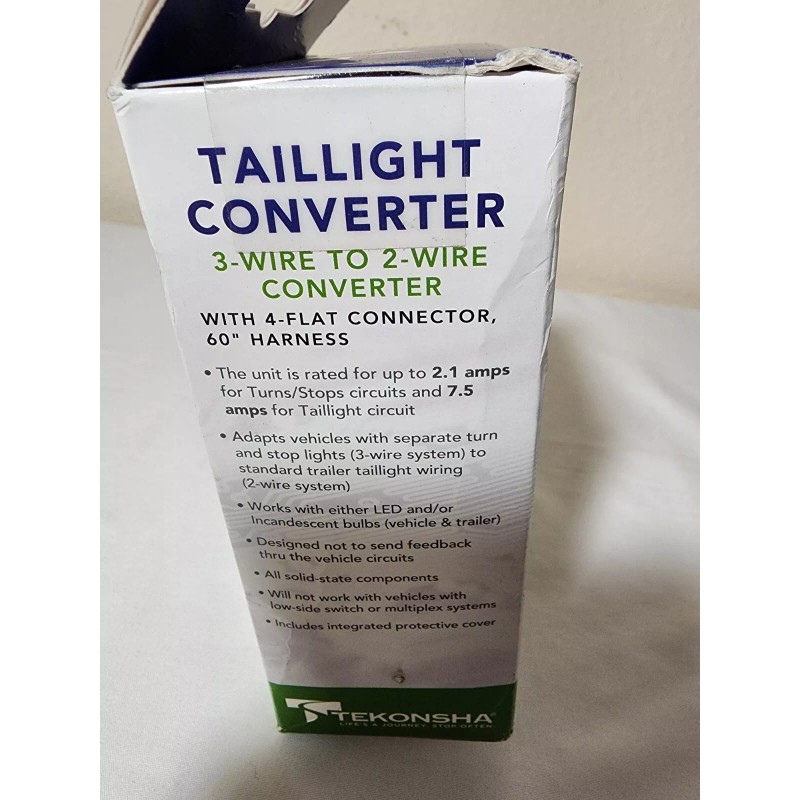 TAILLIGHT
CONVERTER
3-WIRE TO 2-WIRE
CONVERTER
WITH 4-FLAT CONNECTOR,
60" HARNESS
• The unit is rated for up to 2.1 amps
for Turns/Stops circuits and 7.5
amps for Taillight circuit
• Adapts vehicles with separate turn
and stop lights (3-wire system) to
standard trailer taillight wiring
(2-wire system)
• Works with either LED and/or
Incandescent bulbs (vehicle & trailer)
• Designed not to send feedback
thru the vehicle circuits
• All solid-state components
• Will not work with vehicles with
low-side switch or multiplex systems
• Includes integrated protective cover
TEKONSHA®
LIFE'S A JOURNEY. STOP OFTEN.